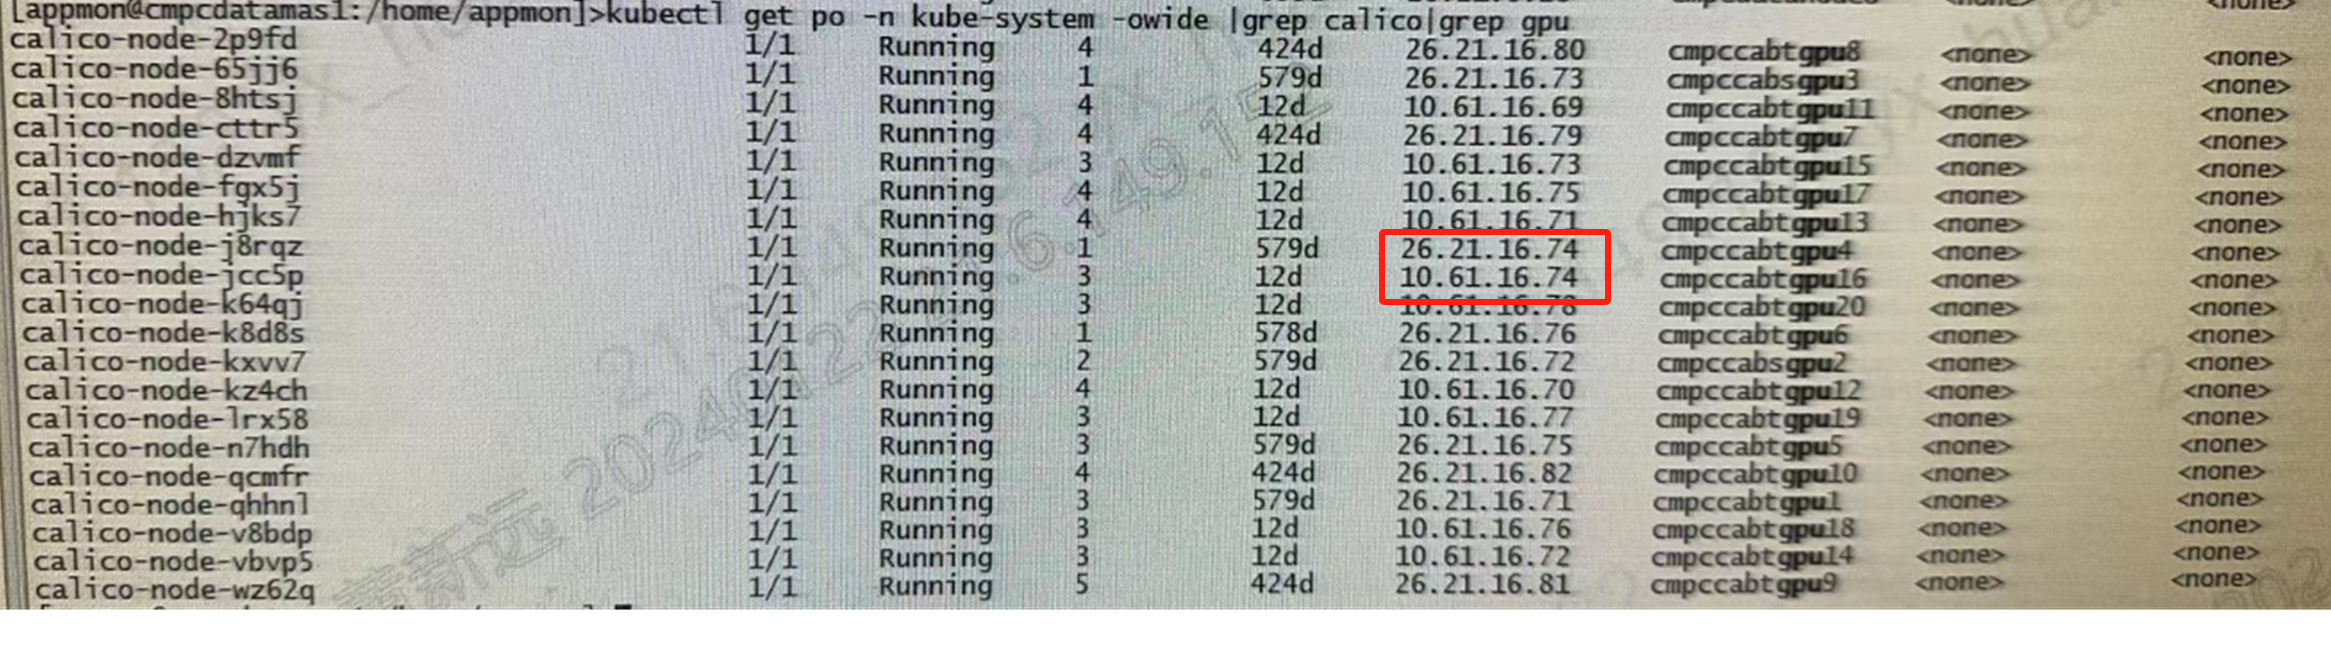 [appmon@cmpcdatamas1:/home/appmon]>kubectl get po -n kube-system -owide |grep calico|grep gpu
calico-node-2p9fd 1/1 Running 4 424d 26.21.16.80 cmpccabtgpu8 <none> <none>
calico-node-65jj6 1/1 Running 1 579d 26.21.16.73 cmpccabsgpu3 <none> <none>
calico-node-8htsj 1/1 Running 4 12d 10.61.16.69 cmpccabtgpu11 <none> <none>
calico-node-cttr5 1/1 Running 4 424d 26.21.16.79 cmpccabtgpu7 <none> <none>
calico-node-dzvmf 1/1 Running 3 12d 10.61.16.73 cmpccabtgpu15 <none> <none>
calico-node-fgx5j 1/1 Running 4 12d 10.61.16.75 cmpccabtgpu17 <none> <none>
calico-node-hjks7 1/1 Running 4 12d 10.61.16.71 cmpccabtgpu13 <none> <none>
calico-node-j8rqz 1/1 Running 1 579d 26.21.16.74 cmpccabtgpu4 <none> <none>
calico-node-jcc5p 1/1 Running 3 12d 10.61.16.74 cmpccabtgpu16 <none> <none>
calico-node-k64qj 1/1 Running 3 12d 10.61.16.78 cmpccabtgpu20 <none> <none>
calico-node-k8d8s 1/1 Running 1 578d 26.21.16.76 cmpccabtgpu6 <none> <none>
calico-node-kxvv7 1/1 Running 2 579d 26.21.16.72 cmpccabsgpu2 <none> <none>
calico-node-kz4ch 1/1 Running 4 12d 10.61.16.70 cmpccabtgpu12 <none> <none>
calico-node-lrx58 1/1 Running 3 12d 10.61.16.77 cmpccabtgpu19 <none> <none>
calico-node-n7hdh 1/1 Running 3 579d 26.21.16.75 cmpccabtgpu5 <none> <none>
calico-node-qcmfr 1/1 Running 4 424d 26.21.16.82 cmpccabtgpu10 <none> <none>
calico-node-qhhnl 1/1 Running 3 579d 26.21.16.71 cmpccabtgpu1 <none> <none>
calico-node-v8bdp 1/1 Running 3 12d 10.61.16.76 cmpccabtgpu18 <none> <none>
calico-node-vbvp5 1/1 Running 3 12d 10.61.16.72 cmpccabtgpu14 <none> <none>
calico-node-wz62q 1/1 Running 5 424d 26.21.16.81 cmpccabtgpu9 <none> <none>